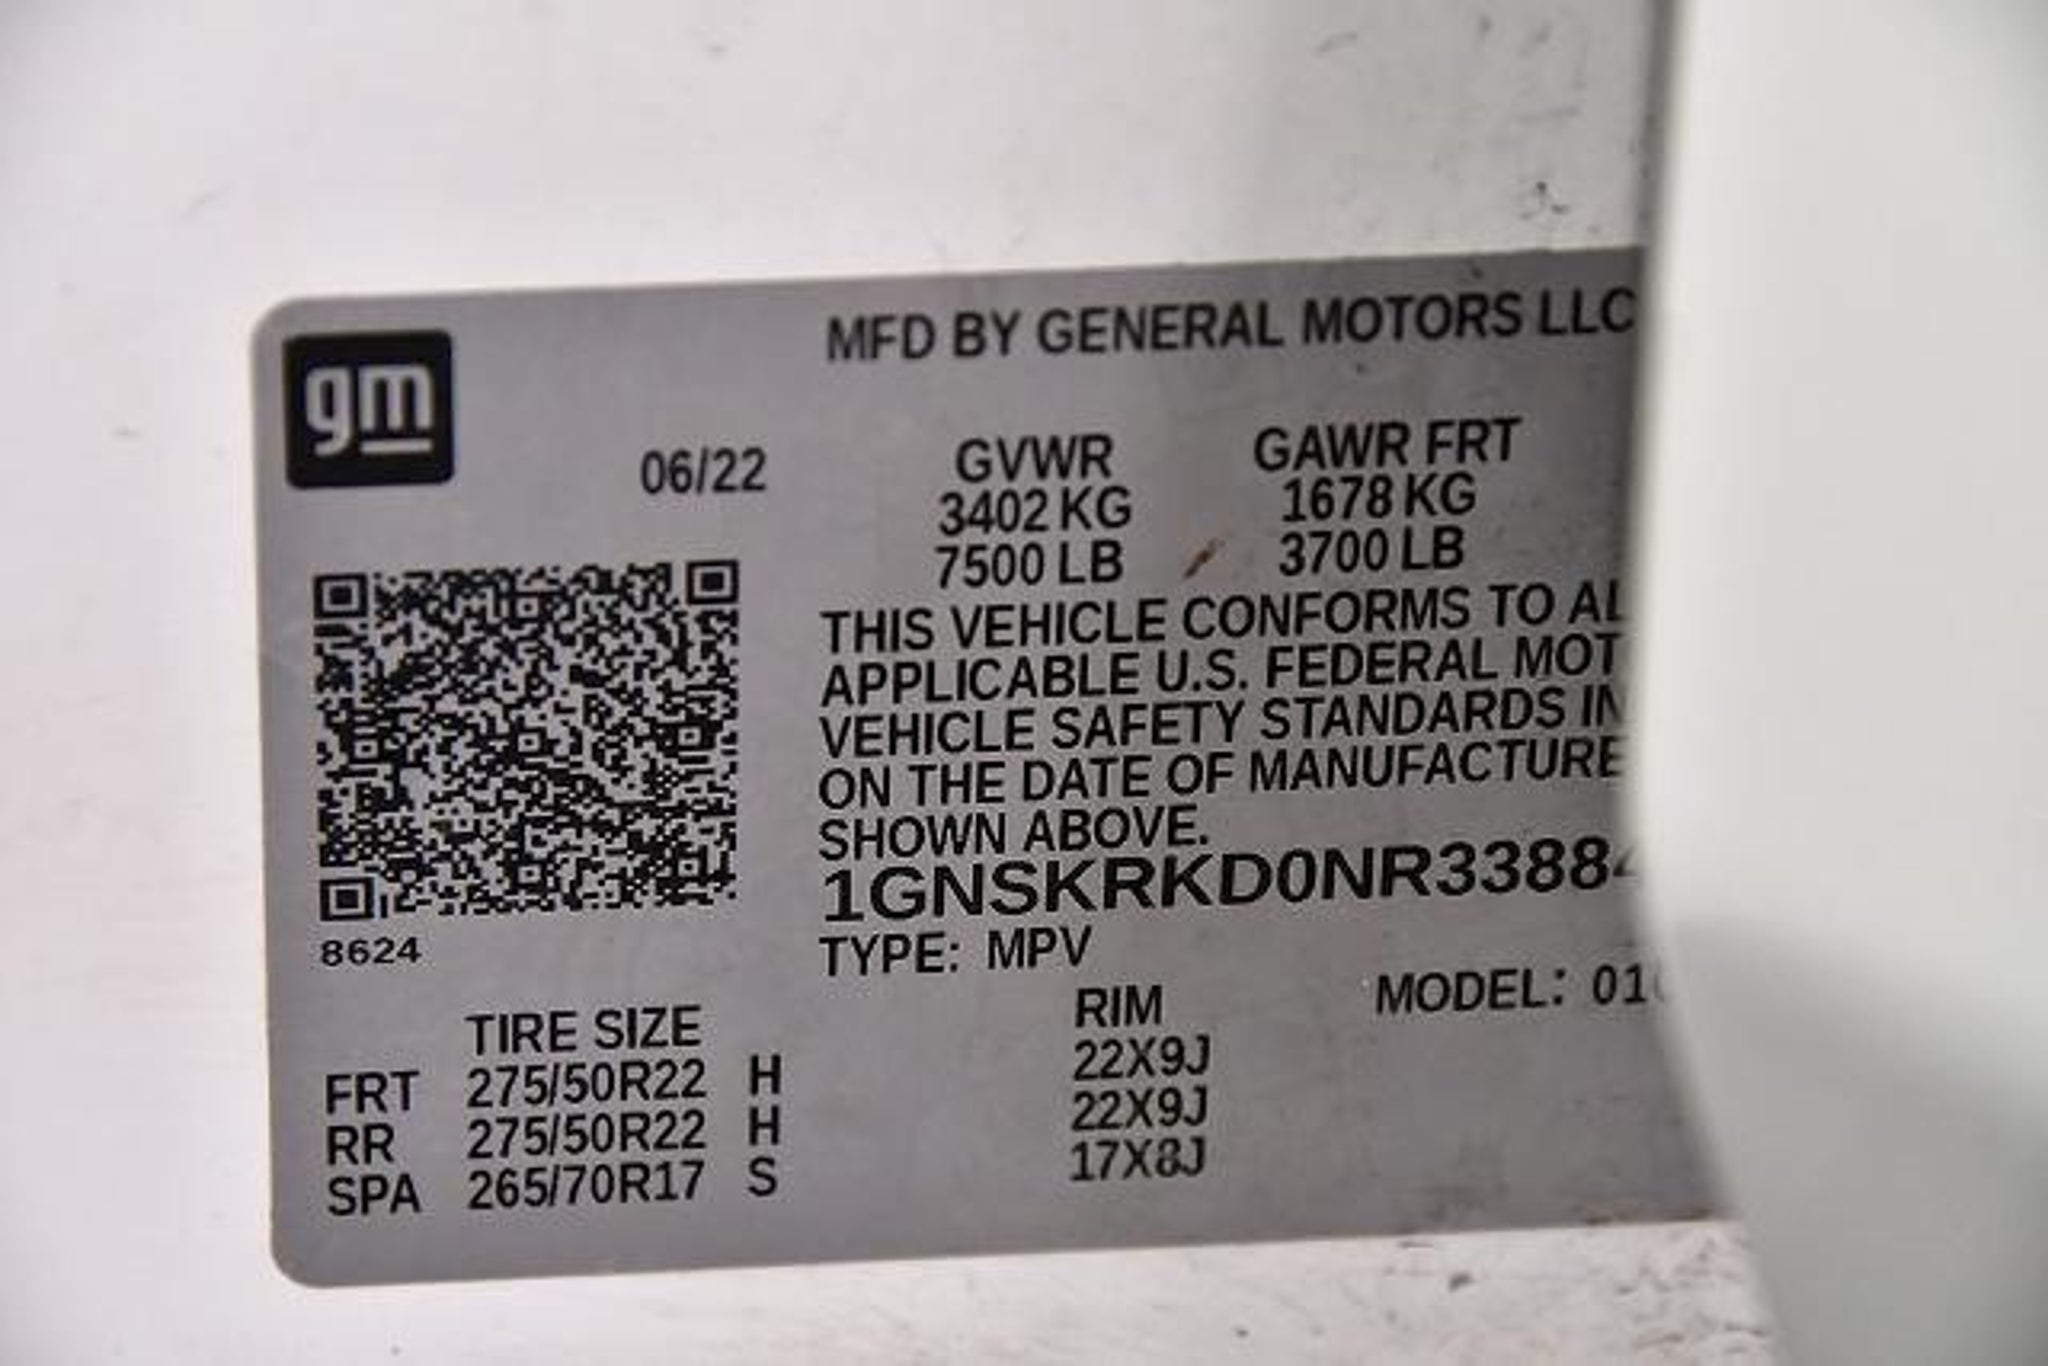 MFD BY GENERAL MOTORS LLC
gm
06/22
GVWR GAWR FRT
3402 KG 1678 KG
7500 LB 3700 LB
THIS VEHICLE CONFORMS TO AL
APPLICABLE U.S. FEDERAL MOT
VEHICLE SAFETY STANDARDS IN
ON THE DATE OF MANUFACTURE
SHOWN ABOVE.
1GNSKRKD0NR33884
8624
TYPE: MPV
MODEL: 01
TIRE SIZE RIM
FRT 275/50R22 H 22X9J
RR 275/50R22 H 22X9J
SPA 265/70R17 S 17X8J